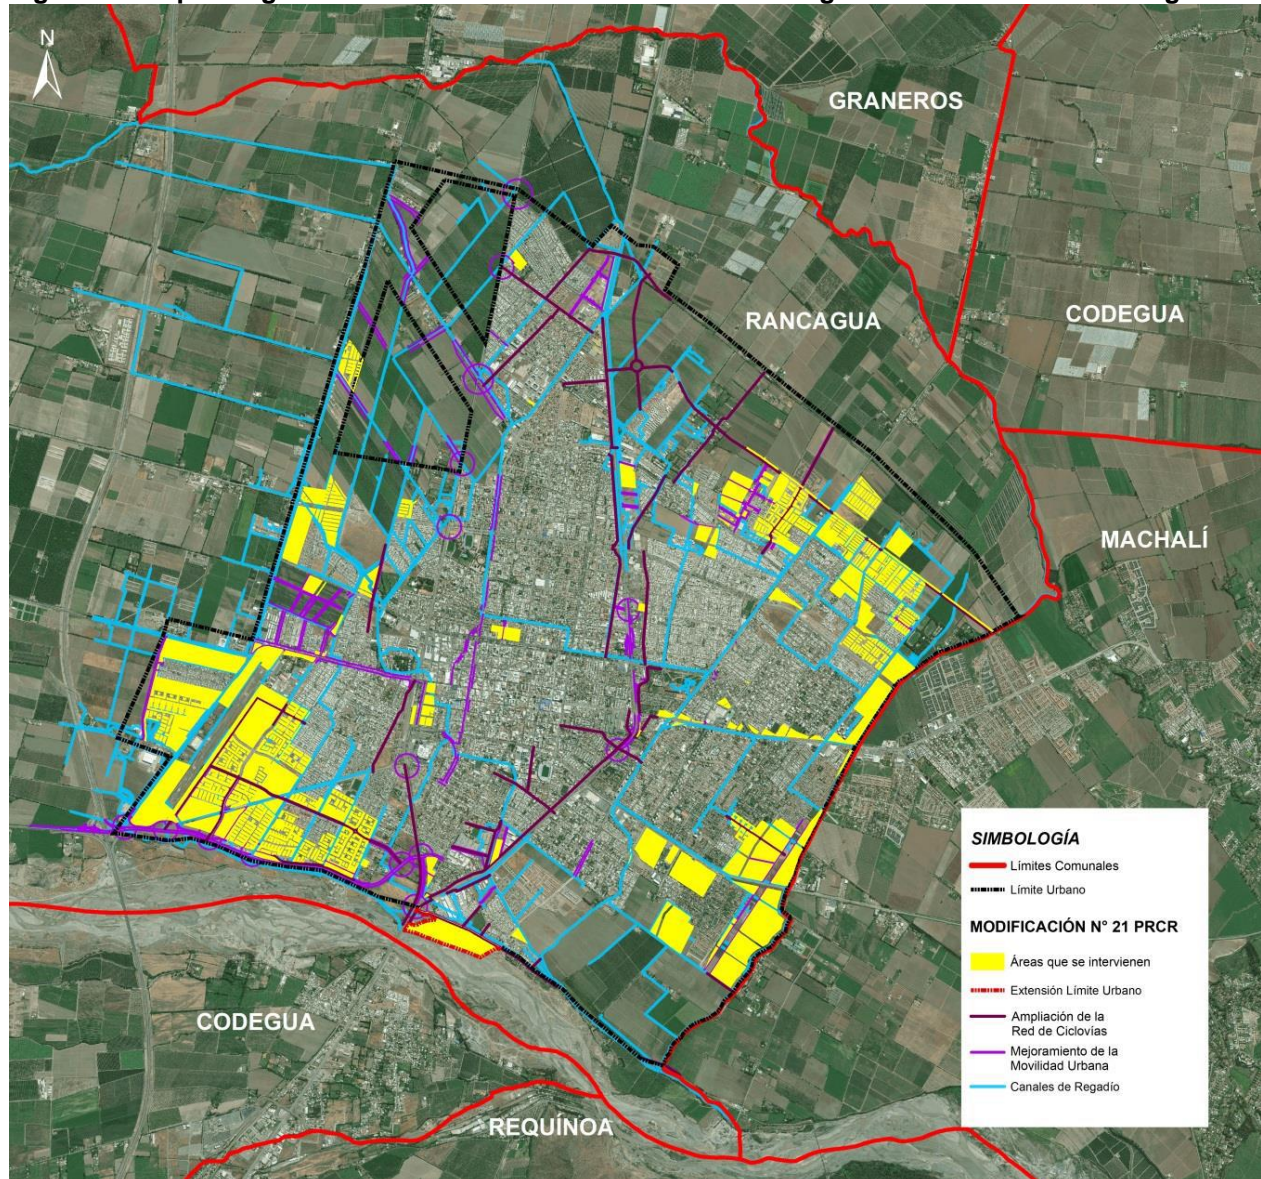 N
GRANEROS
CODEGUA
RANCAGUA
MACHALÍ
SIMBOLOGÍA
Límites Comunales
Límite Urbano
MODIFICACIÓN N° 21 PRCR
Áreas que se intervienen
Extensión Límite Urbano
Ampliación de la
Red de Ciclovías
Mejoramiento de la
Movilidad Urbana
Canales de Regadío
CODEGUA
REQUÍNOA